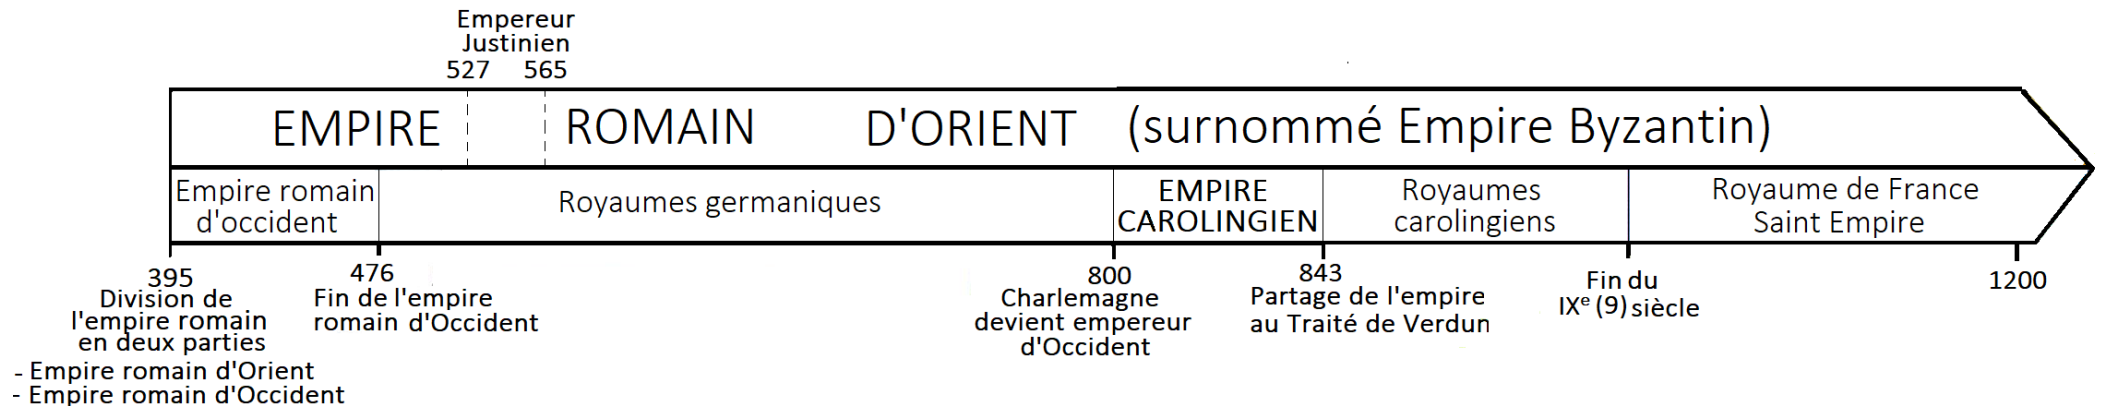 Empereur
Justinien
527 565
EMPIRE ROMAIN D'ORIENT (surnommé Empire Byzantin)
Empire romain
d'occident
Royaumes germaniques
EMPIRE
CAROLINGIEN
Royaumes
carolingiens
Royaume de France
Saint Empire
395
Division de
l'empire romain
en deux parties
- Empire romain d'Orient
- Empire romain d'Occident
476
Fin de l'empire
romain d'Occident
800
Charlemagne
devient empereur
d'Occident
843
Partage de l'empire
au Traité de Verdun
Fin du
IXᵉ (9) siècle
1200